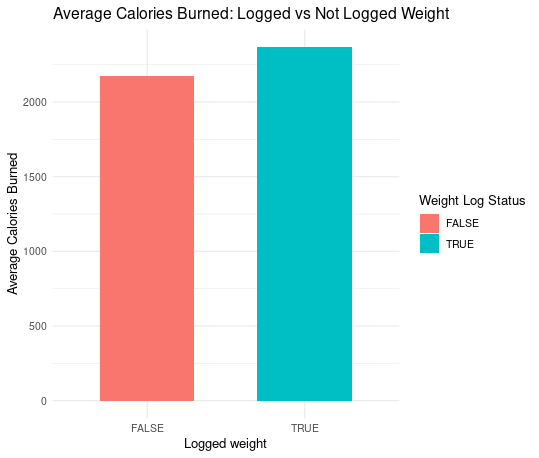 Average Calories Burned: Logged vs Not Logged Weight
Average Calories Burned
2000
1500
1000
500
0
FALSE
TRUE
Logged weight
Weight Log Status
FALSE
TRUE